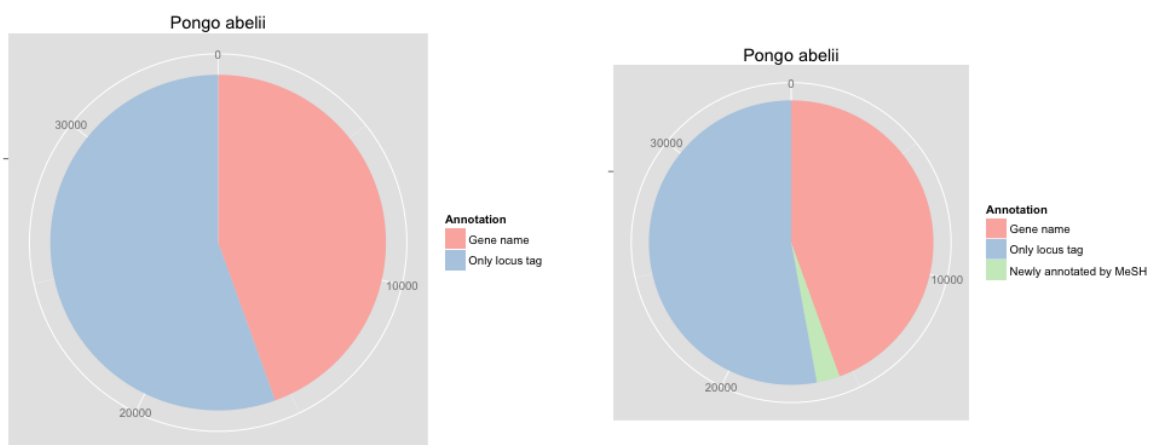 Pongo abelii
0
30000
10000
20000
Annotation
Gene name
Only locus tag
Pongo abelii
0
30000
10000
20000
Annotation
Gene name
Only locus tag
Newly annotated by MeSH